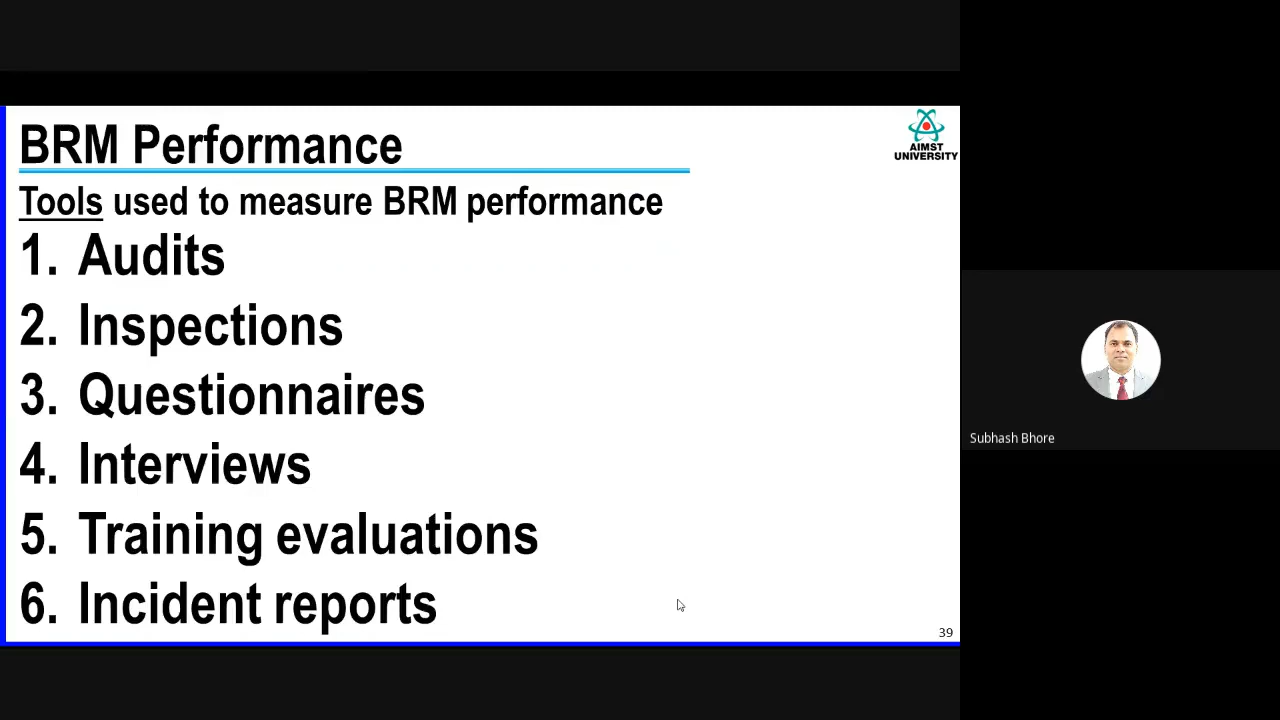 BRM Performance
AIMST
UNIVERSITY
Tools used to measure BRM performance
1. Audits
2. Inspections
3. Questionnaires
4. Interviews
5. Training evaluations
6. Incident reports
39
Subhash Bhore